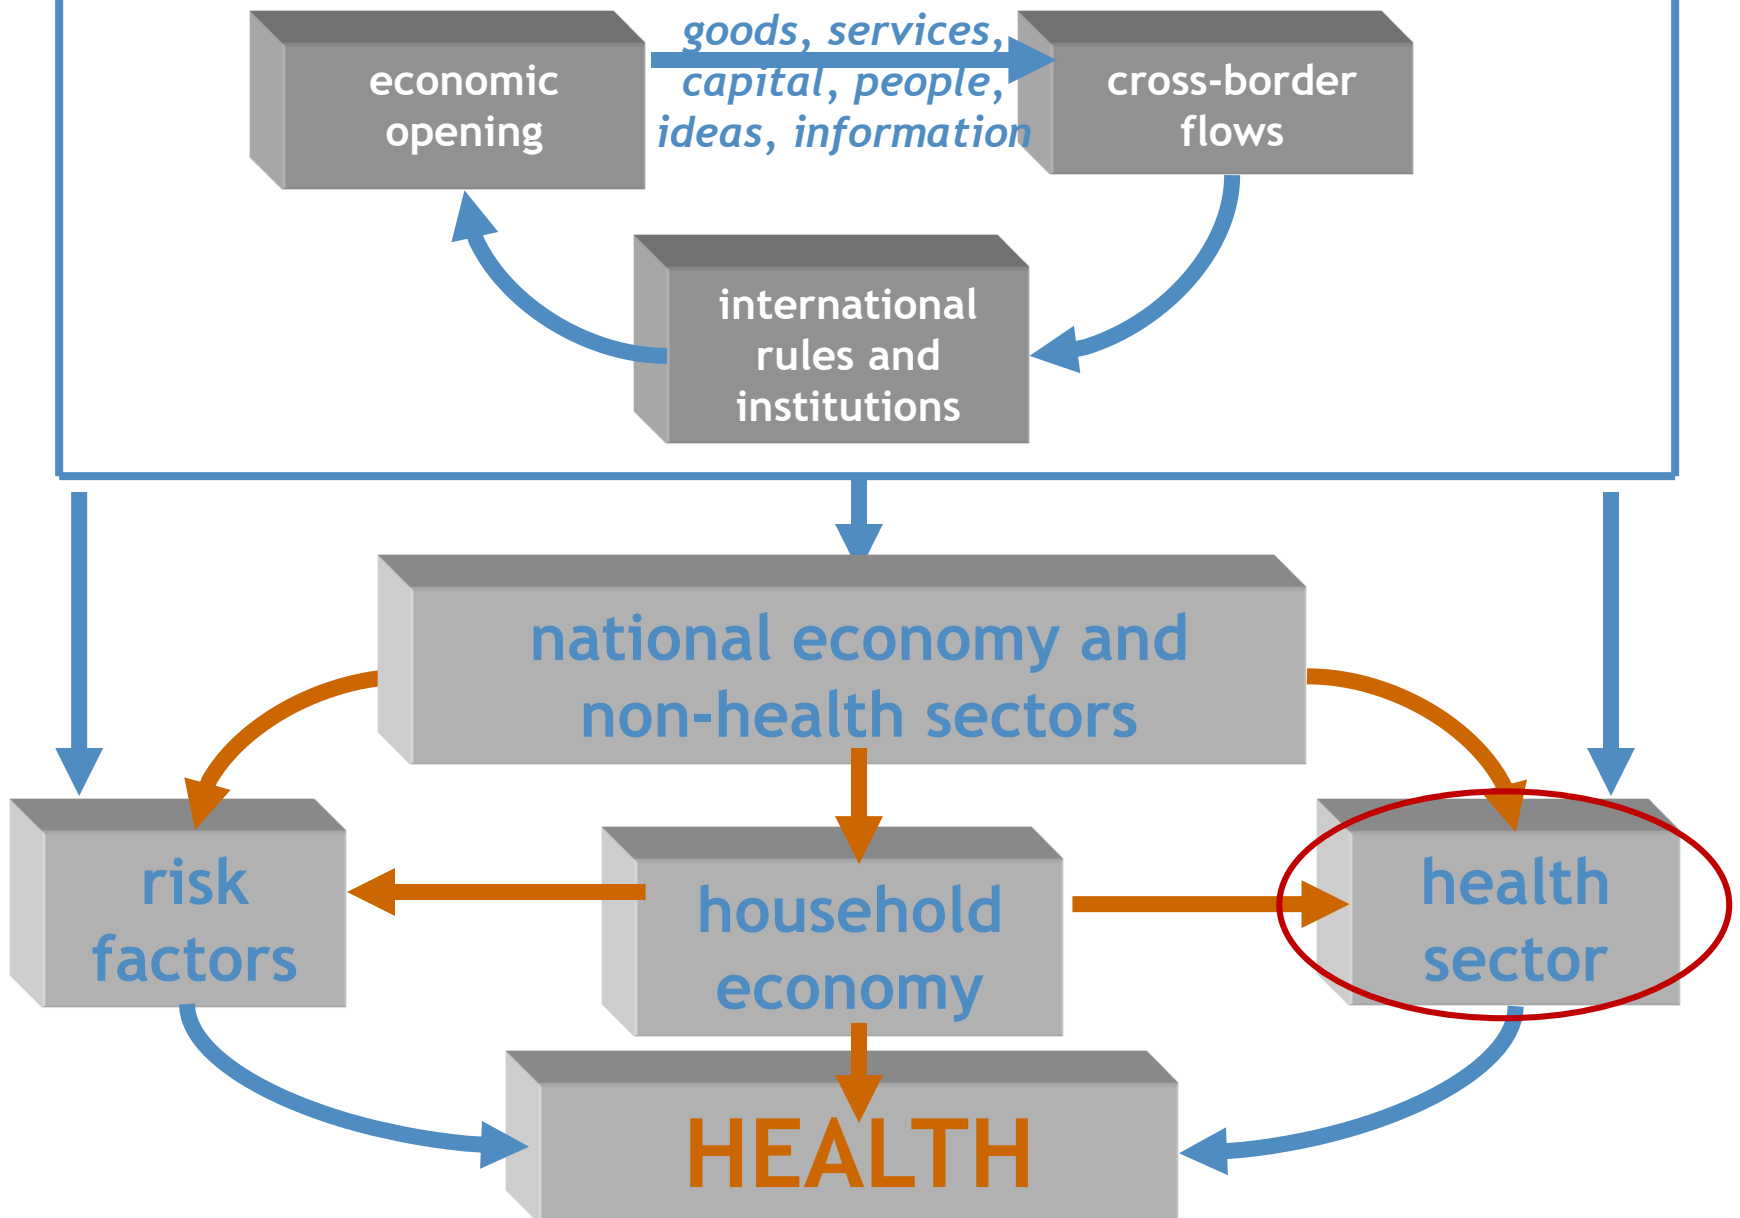 economic
opening
goods, services,
capital, people,
ideas, information
cross-border
flows
international
rules and
institutions
national economy and
non-health sectors
risk
factors
household
economy
health
sector
HEALTH